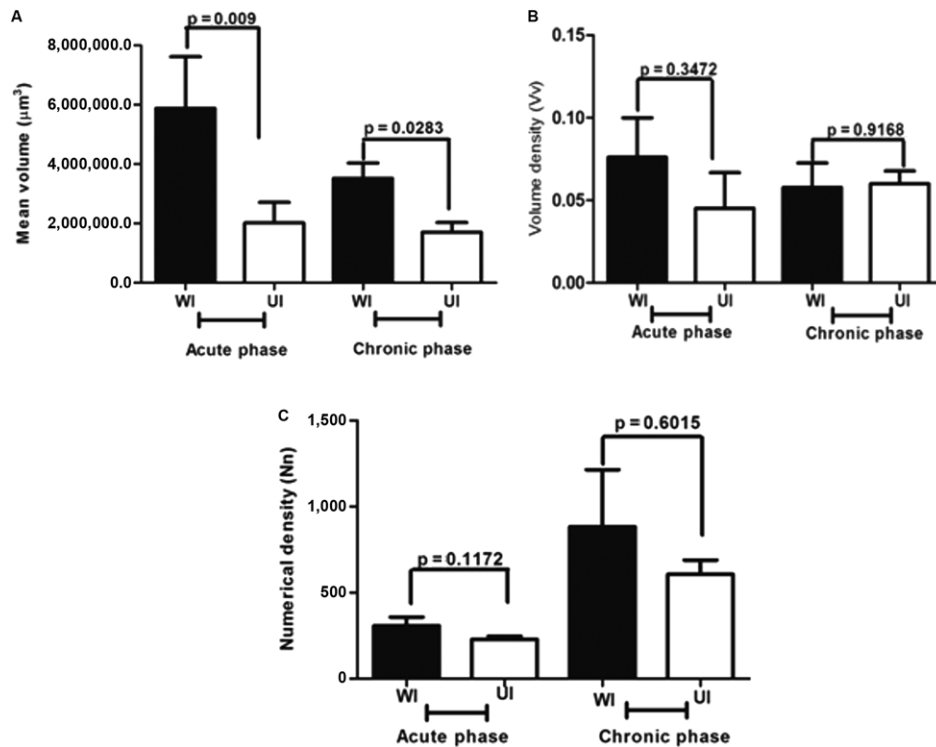 A
p = 0.009
8,000,000.0
6,000,000.0
4,000,000.0
2,000,000.0
0.0
Mean volume (μm³)
p = 0.0283
WI UI WI UI
Acute phase Chronic phase
B
0.15
0.10
0.05
0.00
Volume density (Vv)
p = 0.3472
p = 0.9168
WI UI WI UI
Acute phase Chronic phase
C
1,500
1,000
500
0
Numerical density (Nn)
p = 0.6015
p = 0.1172
WI UI WI UI
Acute phase Chronic phase